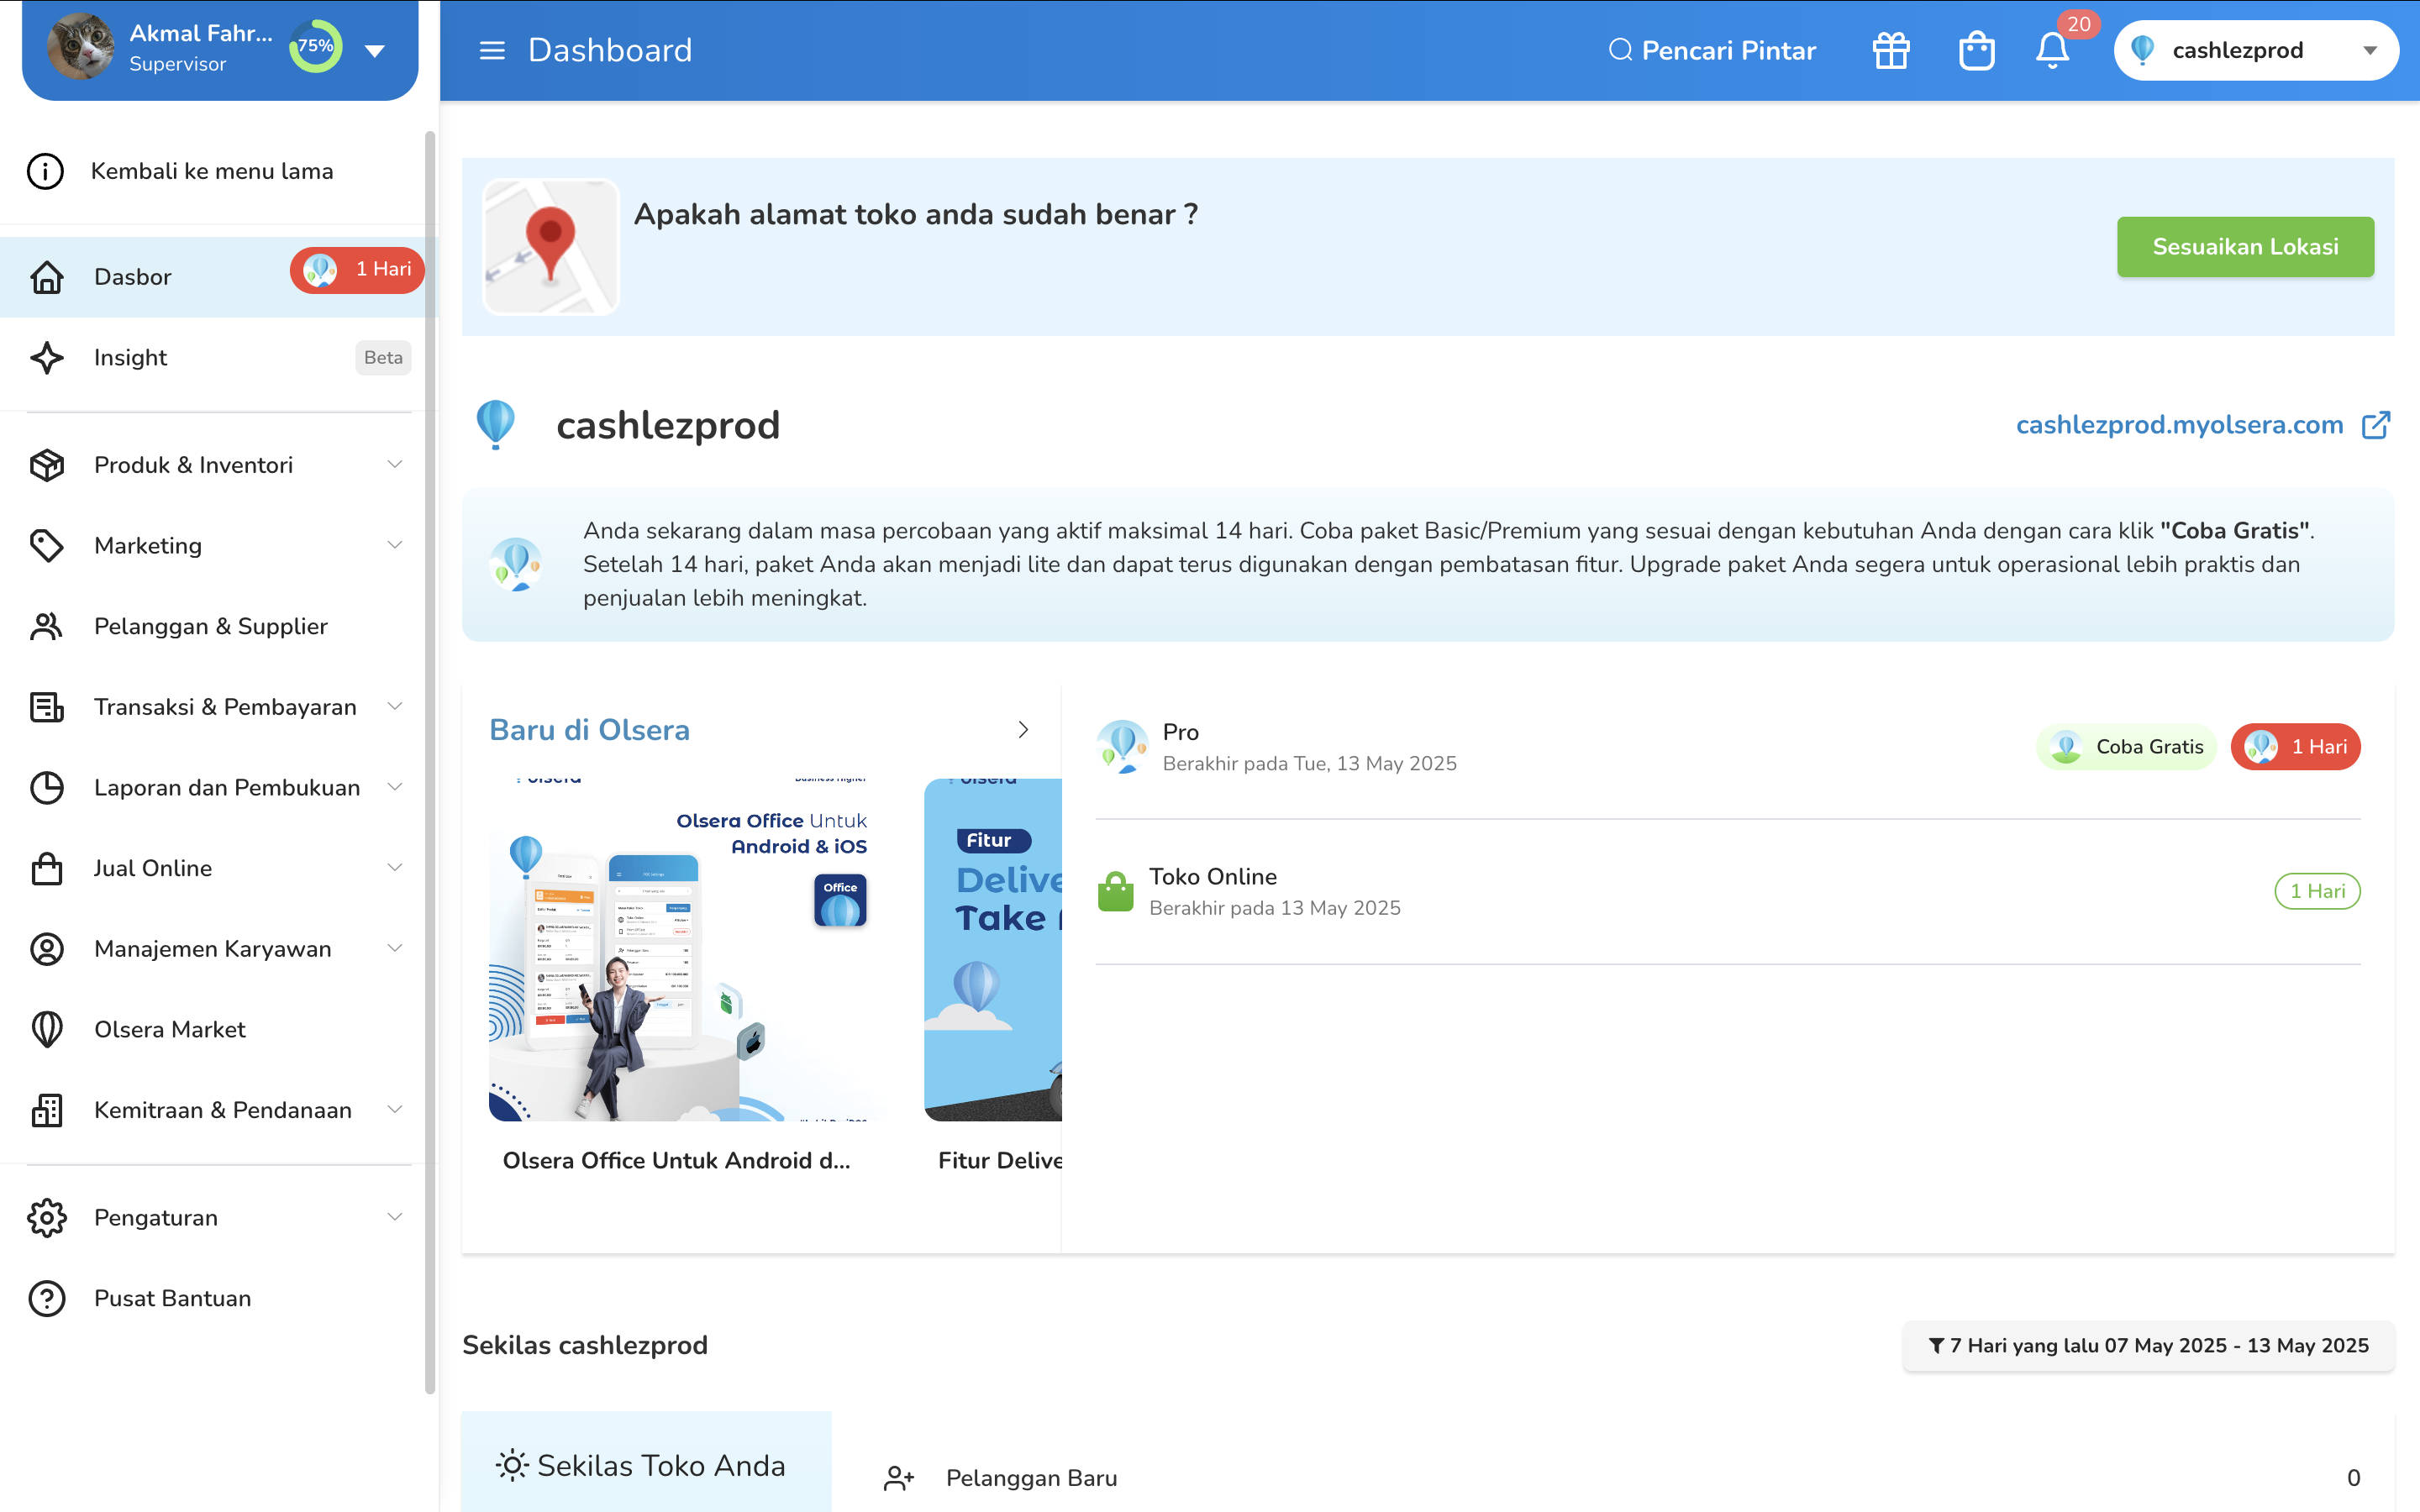 Akmal Fahr...
Supervisor
75%
Dashboard
Pencari Pintar
20
cashlezprod
Kembali ke menu lama
Dasbor
1 Hari
Insight
Beta
Produk & Inventori
Marketing
Pelanggan & Supplier
Transaksi & Pembayaran
Laporan dan Pembukuan
Jual Online
Manajemen Karyawan
Olsera Market
Kemitraan & Pendanaan
Pengaturan
Pusat Bantuan
Apakah alamat toko anda sudah benar ?
Sesuaikan Lokasi
cashlezprod
cashlezprod.myolsera.com
Anda sekarang dalam masa percobaan yang aktif maksimal 14 hari. Coba paket Basic/Premium yang sesuai dengan kebutuhan Anda dengan cara klik "Coba Gratis".
Setelah 14 hari, paket Anda akan menjadi lite dan dapat terus digunakan dengan pembatasan fitur. Upgrade paket Anda segera untuk operasional lebih praktis dan
penjualan lebih meningkat.
Baru di Olsera
Olsera Office Untuk
Android & iOS
Office
Olsera Office Untuk Android d...
Fitur
Delive
Take
Fitur Delive
Pro
Berakhir pada Tue, 13 May 2025
Coba Gratis
1 Hari
Toko Online
Berakhir pada 13 May 2025
1 Hari
Sekilas cashlezprod
7 Hari yang lalu 07 May 2025 - 13 May 2025
Sekilas Toko Anda
Pelanggan Baru
0